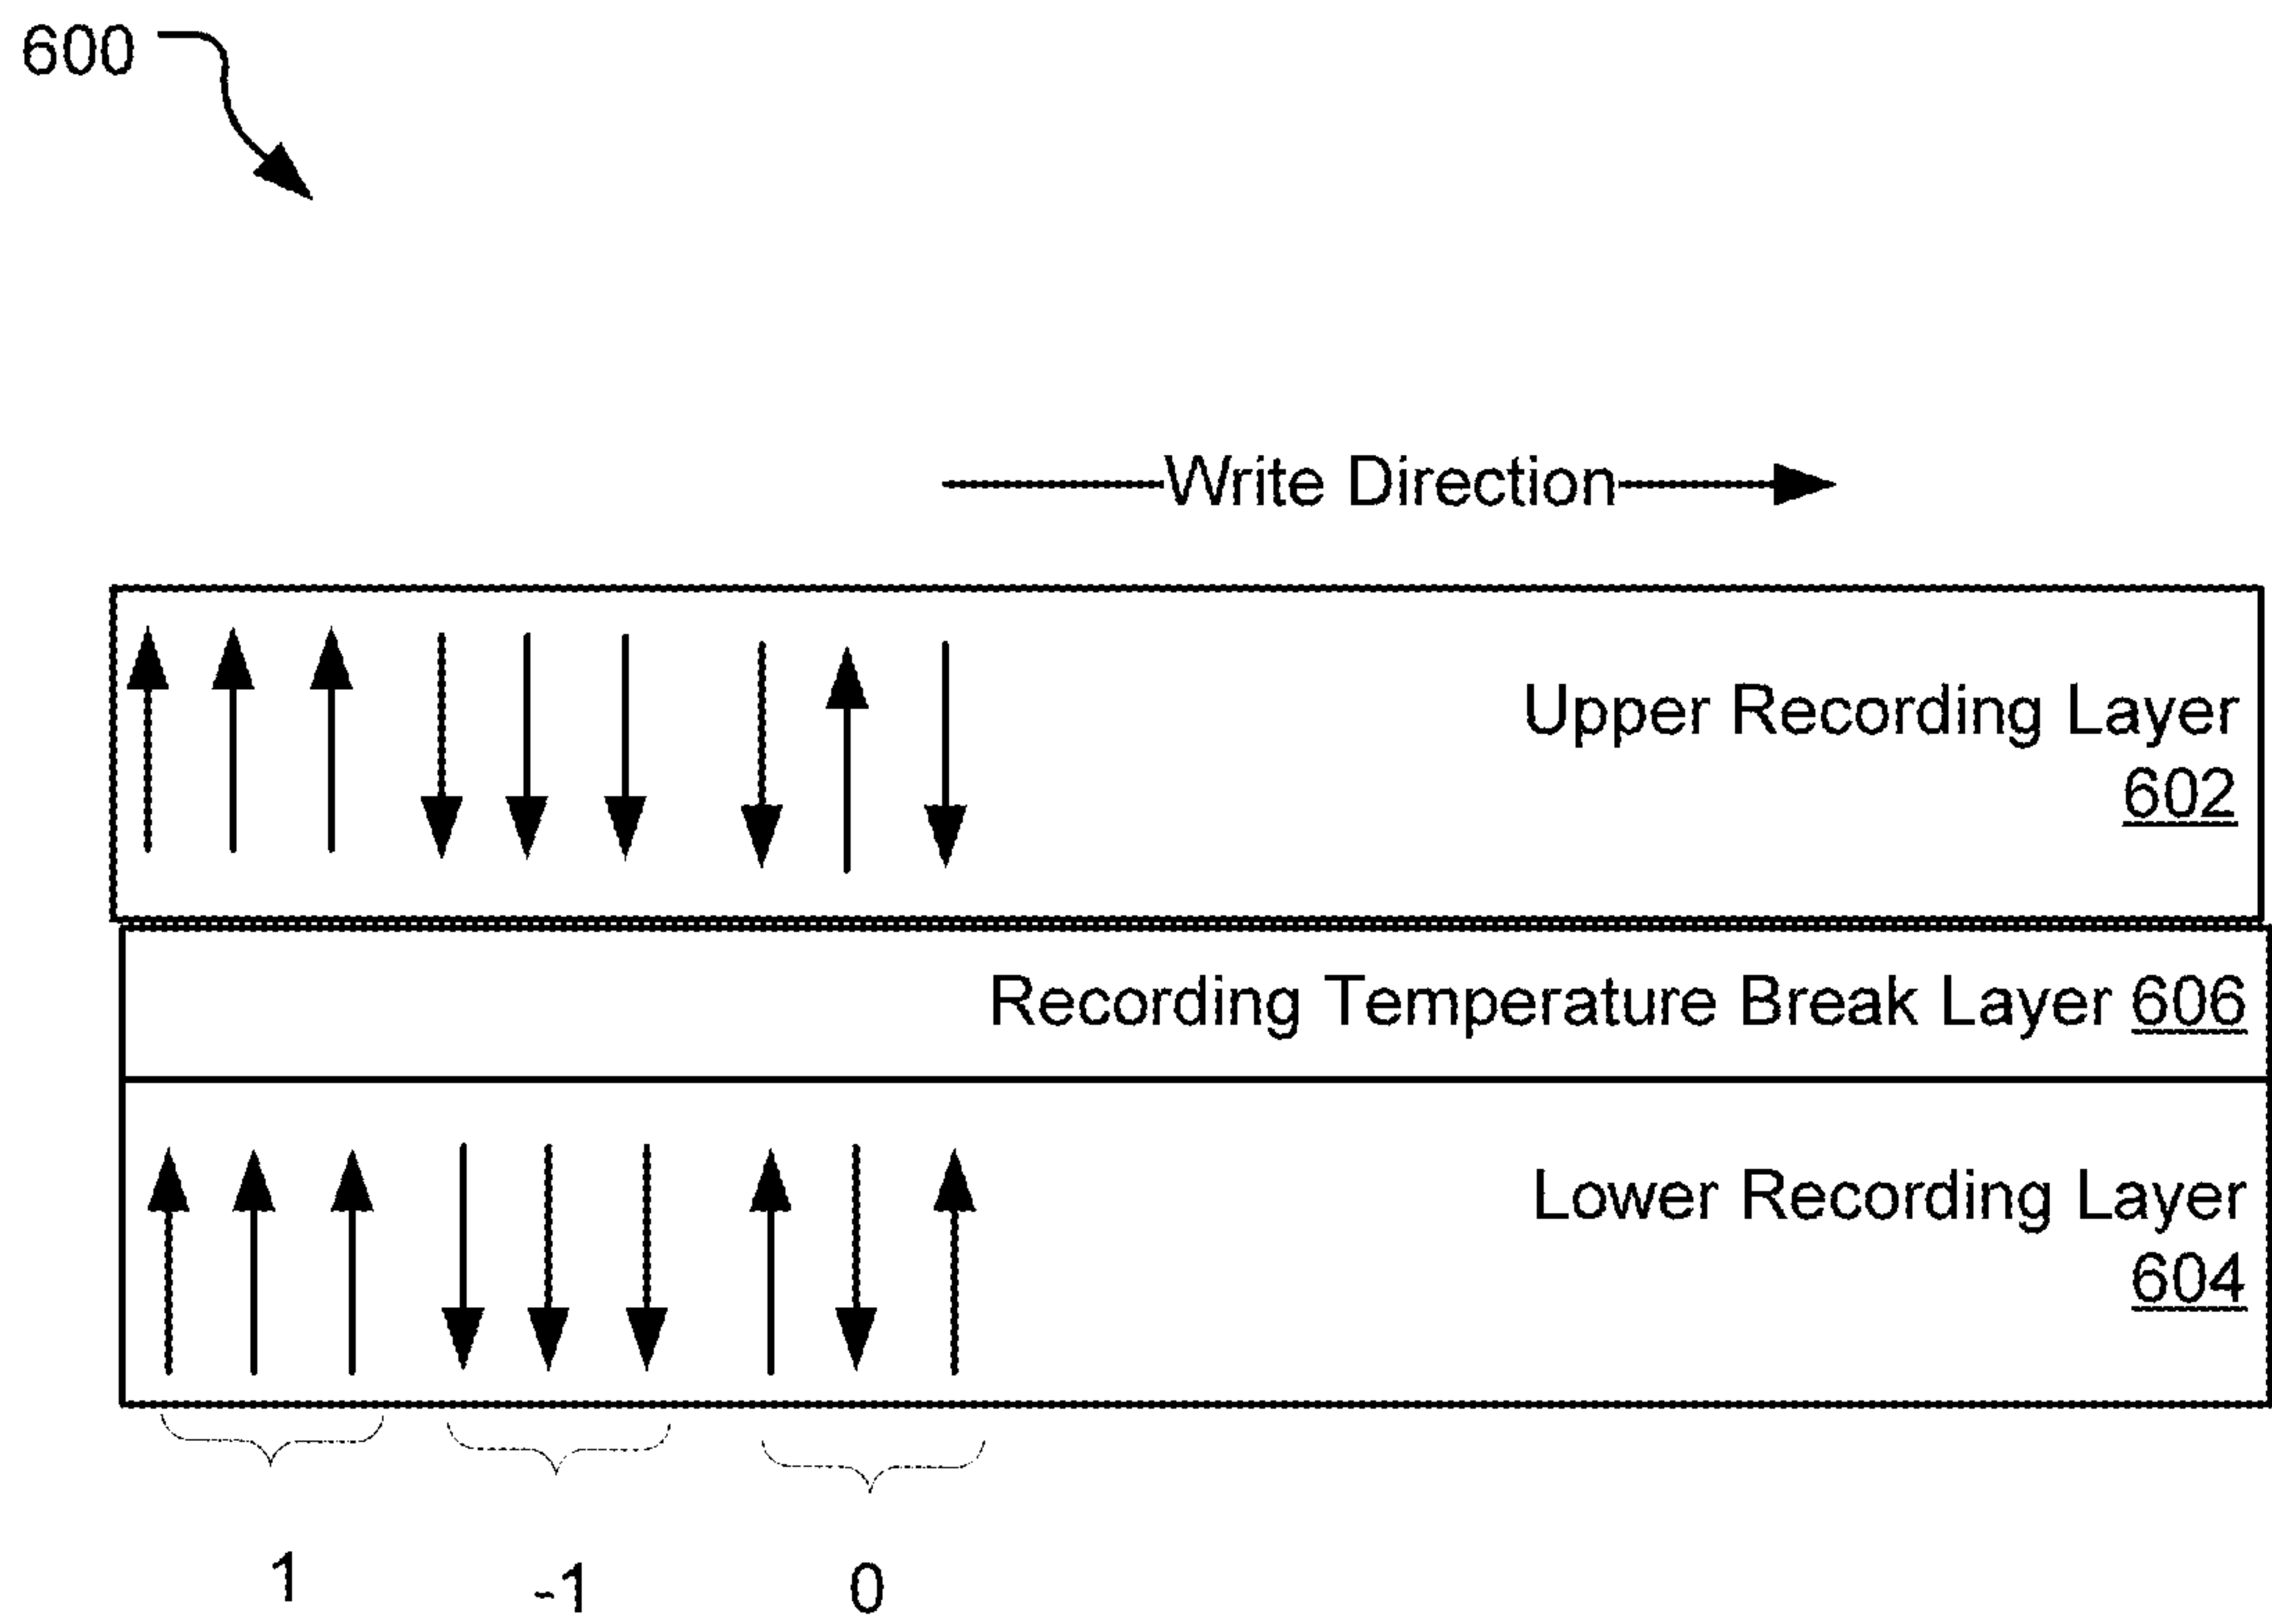 600
Write Direction
Upper Recording Layer
602
Recording Temperature Break Layer 606
Lower Recording Layer
604
1
-1
0